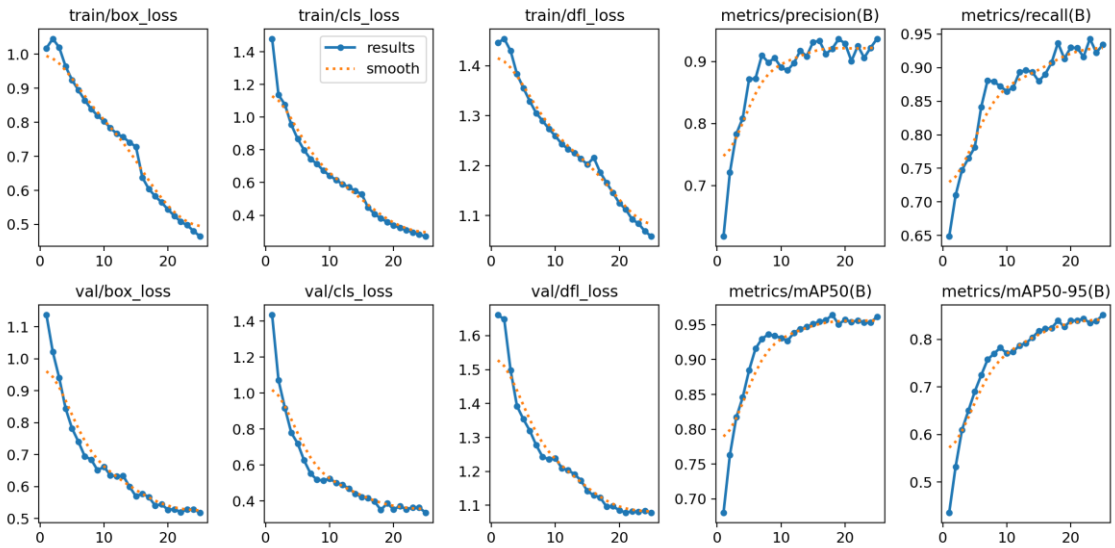 train/box_loss
1.0
0.9
0.8
0.7
0.6
0.5
0 10 20
train/cls_loss
results
smooth
1.4
1.2
1.0
0.8
0.6
0.4
0 10 20
train/dfl_loss
1.4
1.3
1.2
1.1
0 10 20
metrics/precision(B)
0.9
0.8
0.7
0 10 20
metrics/recall(B)
0.95
0.90
0.85
0.80
0.75
0.70
0.65
0 10 20
val/box_loss
1.1
1.0
0.9
0.8
0.7
0.6
0.5
0 10 20
val/cls_loss
1.4
1.2
1.0
0.8
0.6
0.4
0 10 20
val/dfl_loss
1.6
1.5
1.4
1.3
1.2
1.1
0 10 20
metrics/mAP50(B)
0.95
0.90
0.85
0.80
0.75
0.70
0 10 20
metrics/mAP50-95(B)
0.8
0.7
0.6
0.5
0 10 20